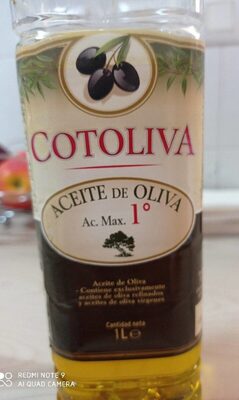 COTOLIVA
ACEITE DE OLIVA
Ac. Max. 1°
Aceite de Oliva
- Contiene exclusivamente
aceites de oliva refinados
y aceites de oliva vírgenes
Cantidad neta
1L℮
REDMI NOTE 9
AI QUAD CAMERA